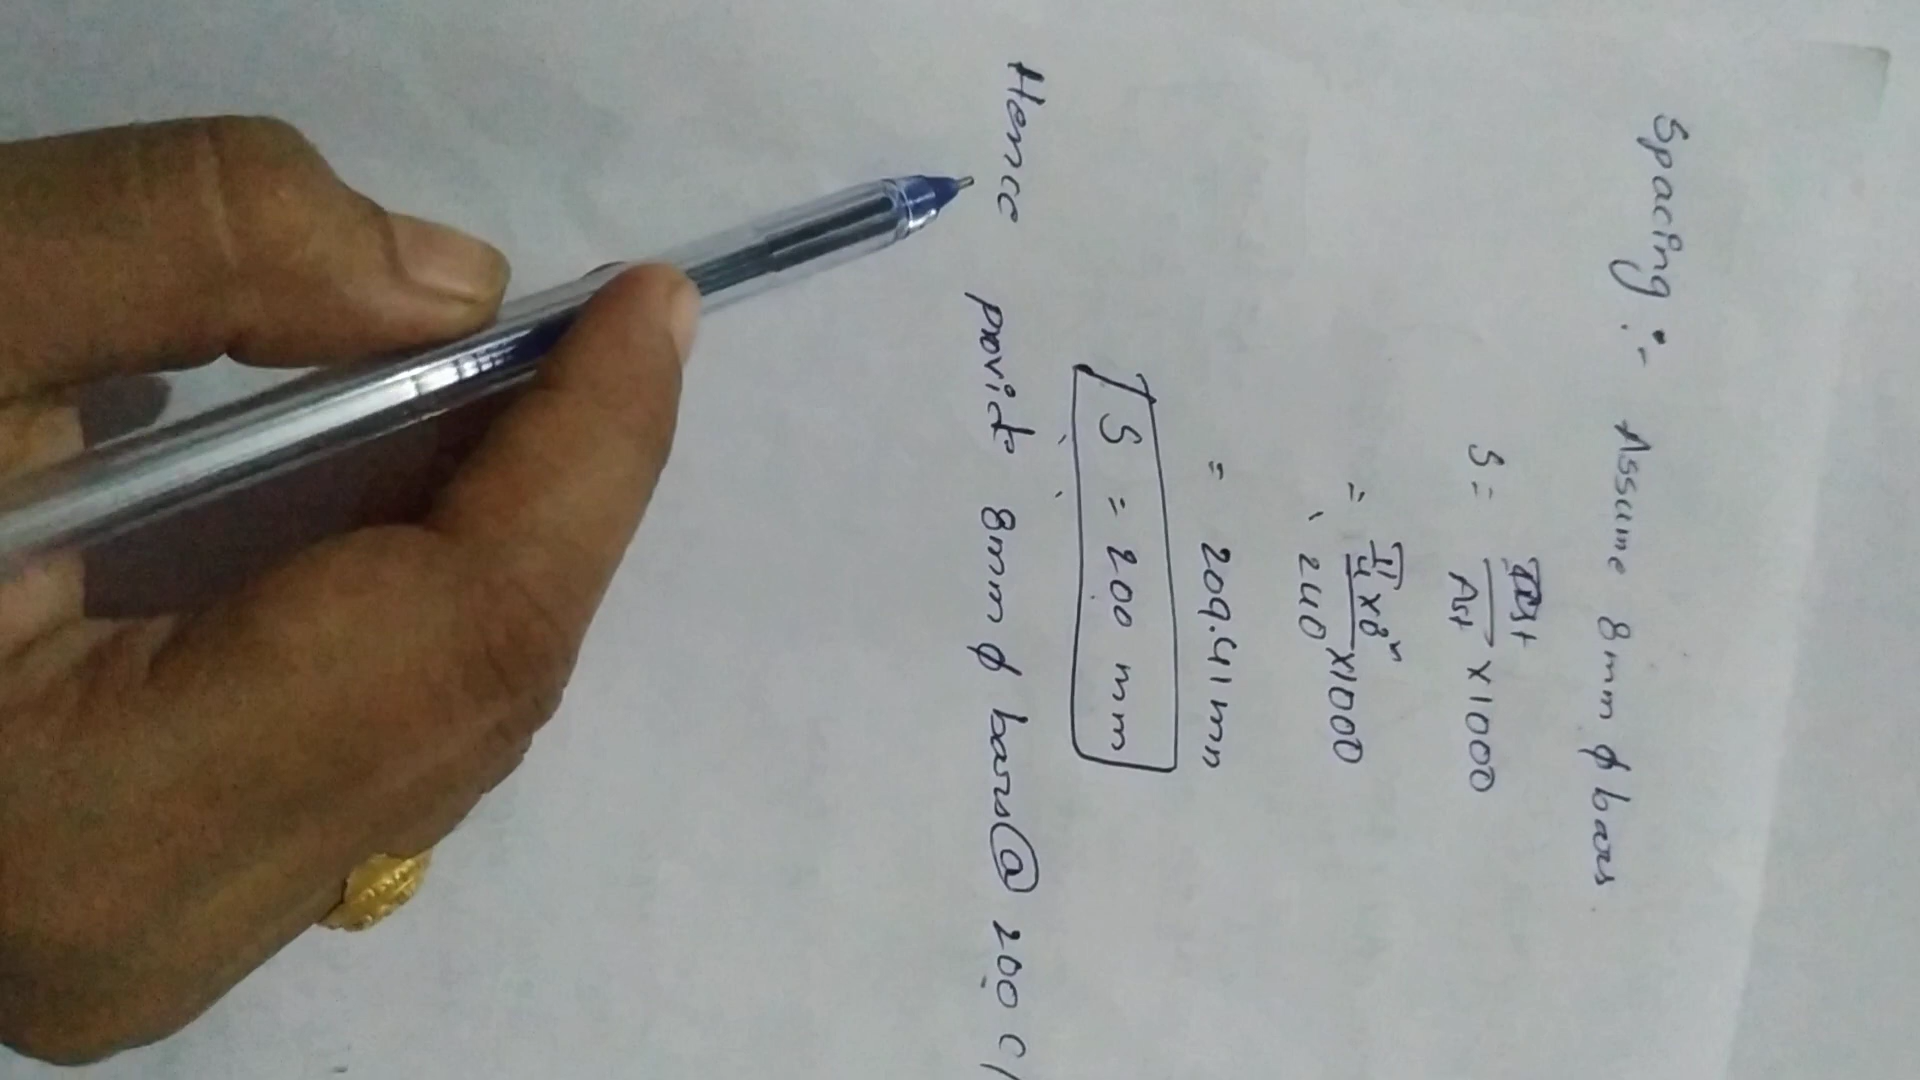 Spacing :- Assume 8mm ϕ bars
S = ast/Ast × 1000
= π/4 × 8²/240 × 1000
= 209.41 mm
S = 200 mm
Hence provide 8mm ϕ bars @ 200 c/